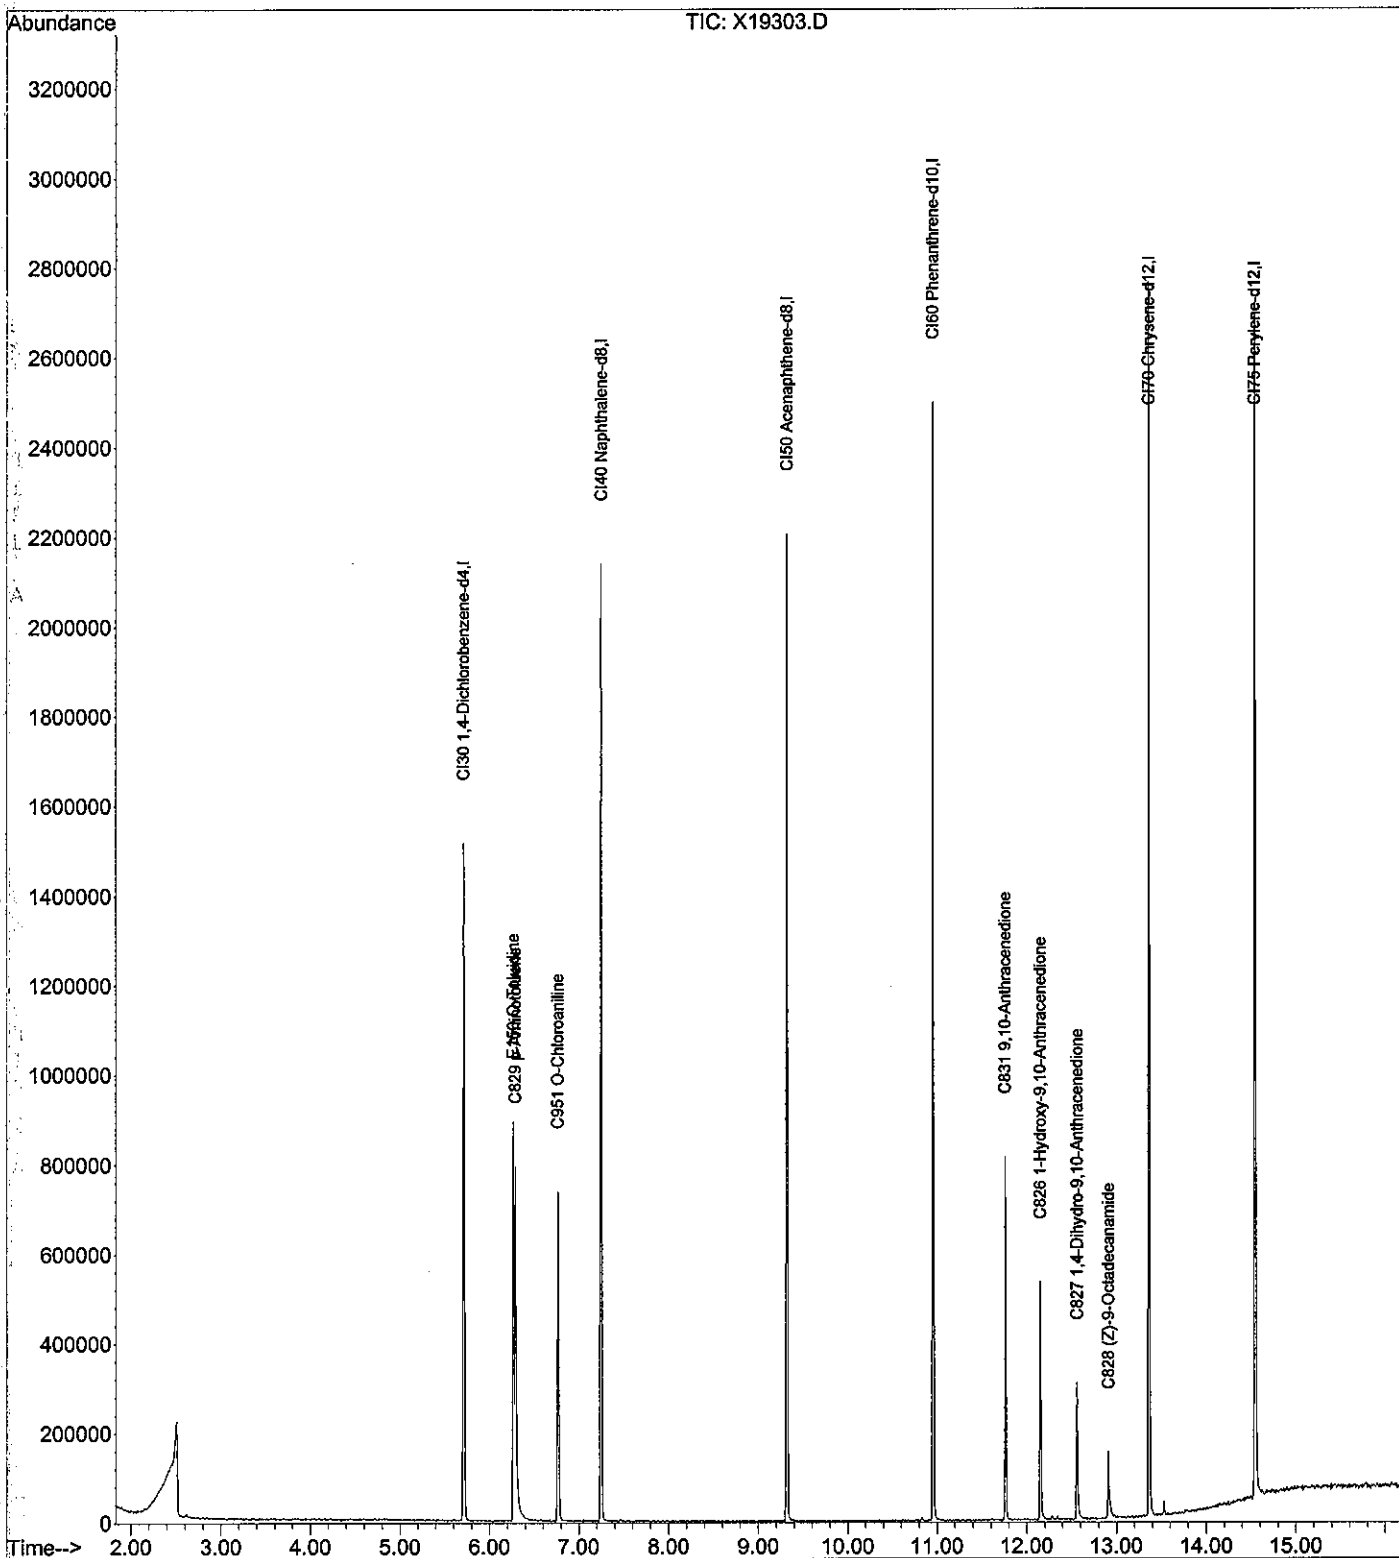 Abundance
TIC: X19303.D
3200000
3000000
2800000
2600000
2400000
2200000
2000000
1800000
1600000
1400000
1200000
1000000
800000
600000
400000
200000
0
Time-->
2.00 3.00 4.00 5.00 6.00 7.00 8.00 9.00 10.00 11.00 12.00 13.00 14.00 15.00
CI30 1,4-Dichlorobenzene-d4,I
C829
C951 O-Chloroaniline
CI40 Naphthalene-d8,I
CI50 Acenaphthene-d8,I
CI60 Phenanthrene-d10,I
C831 9,10-Anthracenedione
C826 1-Hydroxy-9,10-Anthracenedione
C827 1,4-Dihydro-9,10-Anthracenedione
C828 (Z)-9-Octadecanamide
CI70 Chrysene-d12,I
CI75 Perylene-d12,I